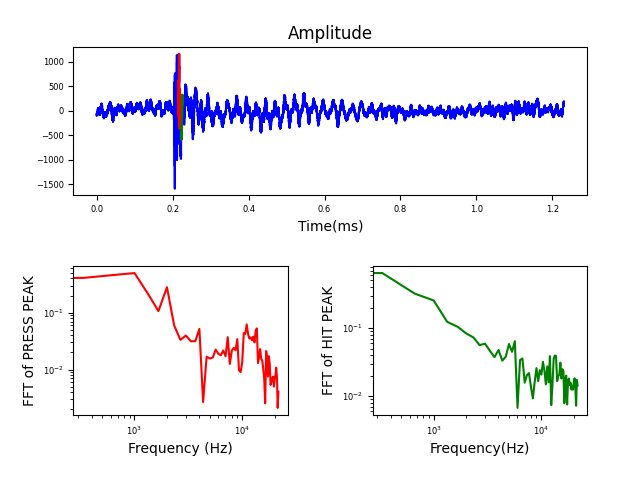 Amplitude
1000
500
0
−500
−1000
−1500
0.0 0.2 0.4 0.6 0.8 1.0 1.2
Time(ms)
FFT of PRESS PEAK
10⁻¹
10⁻²
10³ 10⁴
Frequency (Hz)
FFT of HIT PEAK
10⁻¹
10⁻²
10³ 10⁴
Frequency(Hz)